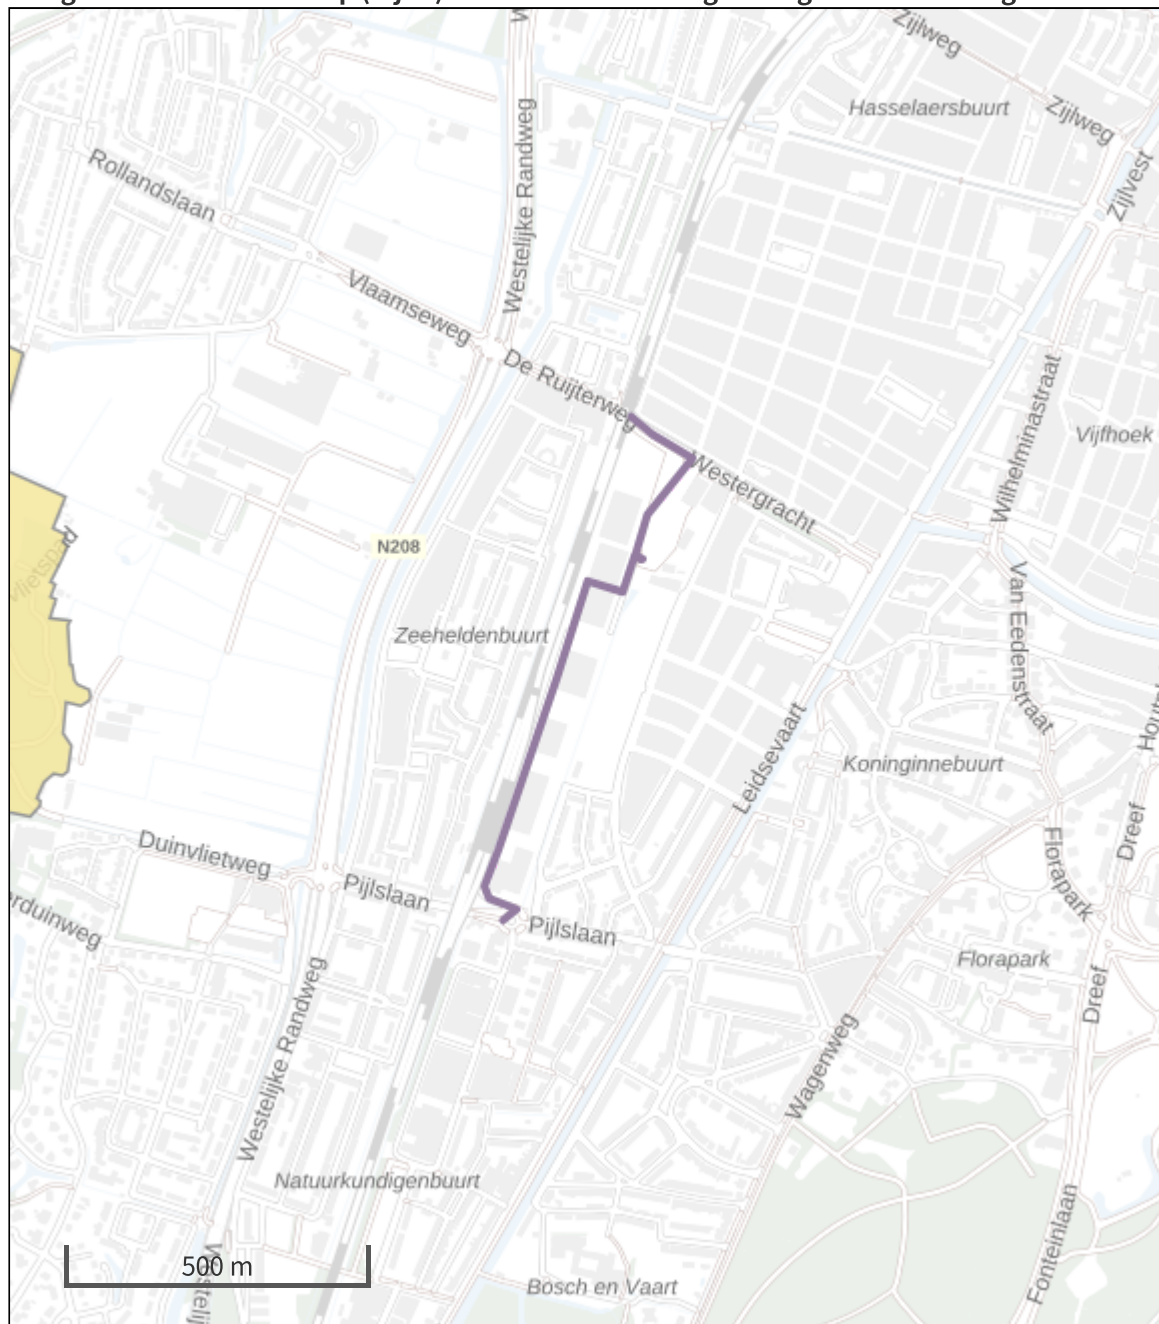 Zijlweg
Hasselaersbuurt
Zijlweg
Zijlvest
Westelijke Randweg
Rollandslaan
Vlaamseweg
De Ruijterweg
Wilhelminastraat
Vijfhoek
Westergracht
N208
Van Eedenstraat
Zeeheldenbuurt
Leidsevaart
Koninginnebuurt
Dreef
Duinvlietweg
Pijlslaan
Florapark
erduinweg
Pijlslaan
Florapark
Dreef
Westelijke Randweg
Wagenweg
Natuurkundigenbuurt
Fonteinlaan
500 m
Bosch en Vaart